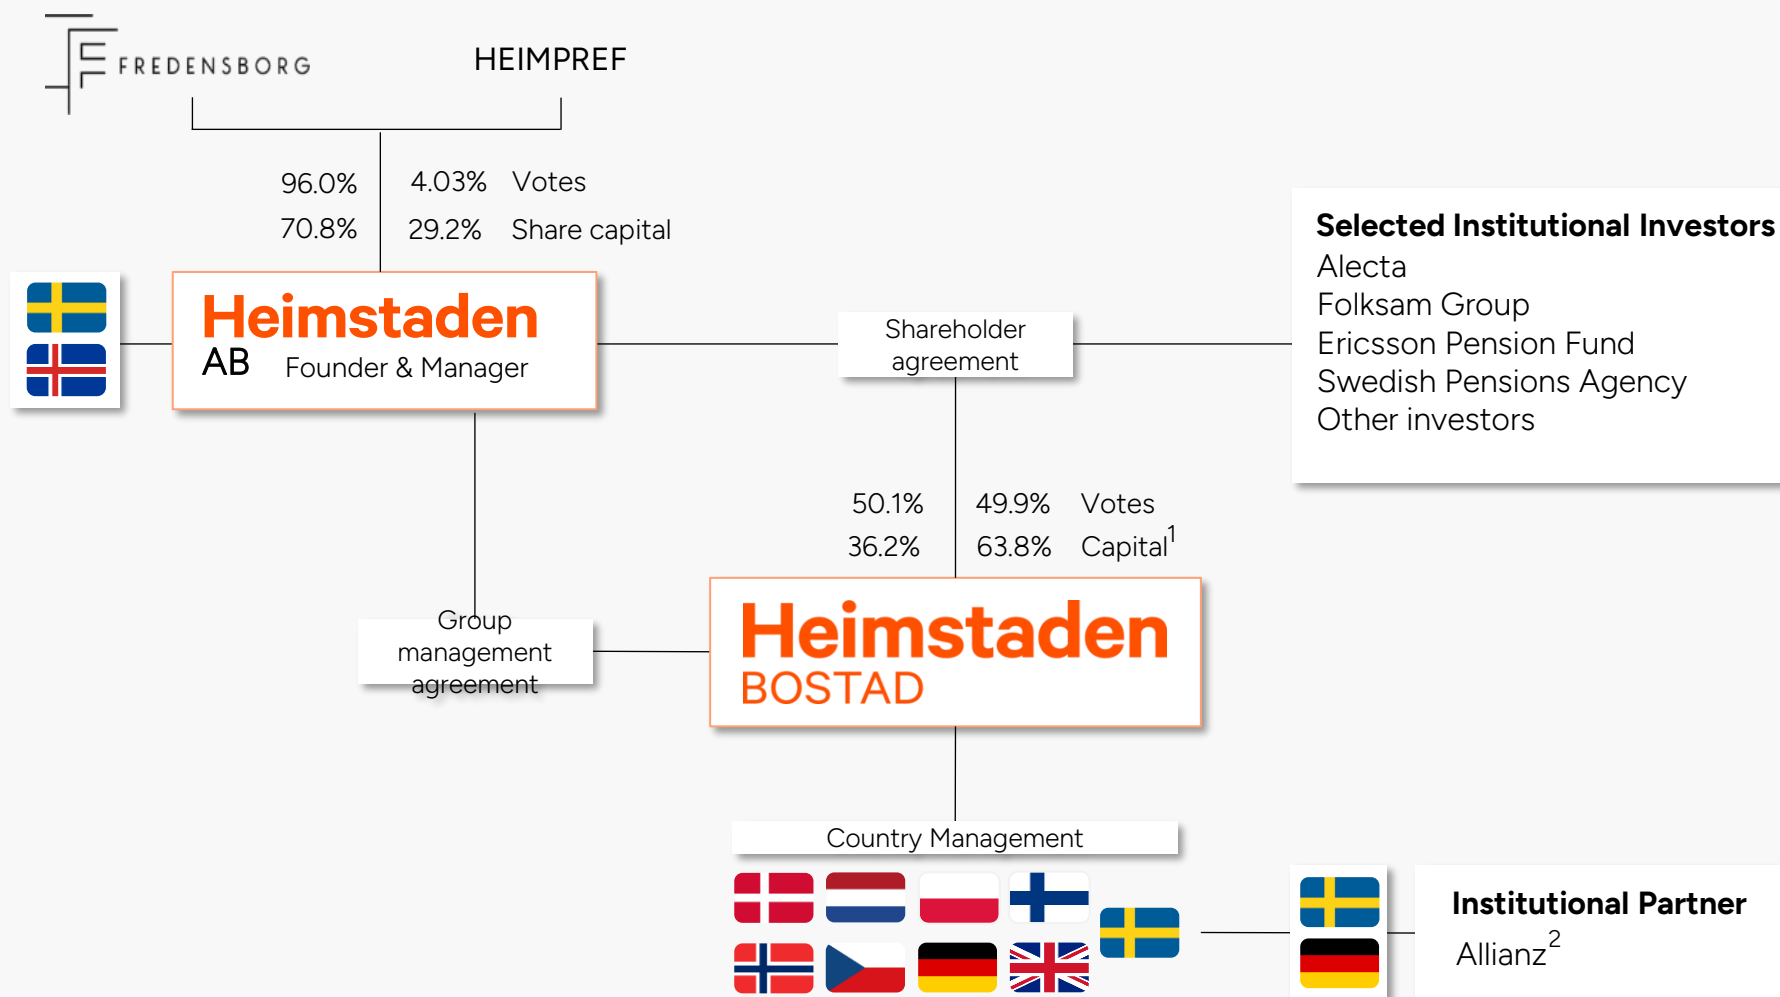 FREDENSBORG
HEIMPREF
96.0% 4.03% Votes
70.8% 29.2% Share capital
Heimstaden
AB Founder & Manager
Shareholder
agreement
Selected Institutional Investors
Alecta
Folksam Group
Ericsson Pension Fund
Swedish Pensions Agency
Other investors
50.1% 49.9% Votes
36.2% 63.8% Capital¹
Group
management
agreement
Heimstaden
BOSTAD
Country Management
Institutional Partner
Allianz²